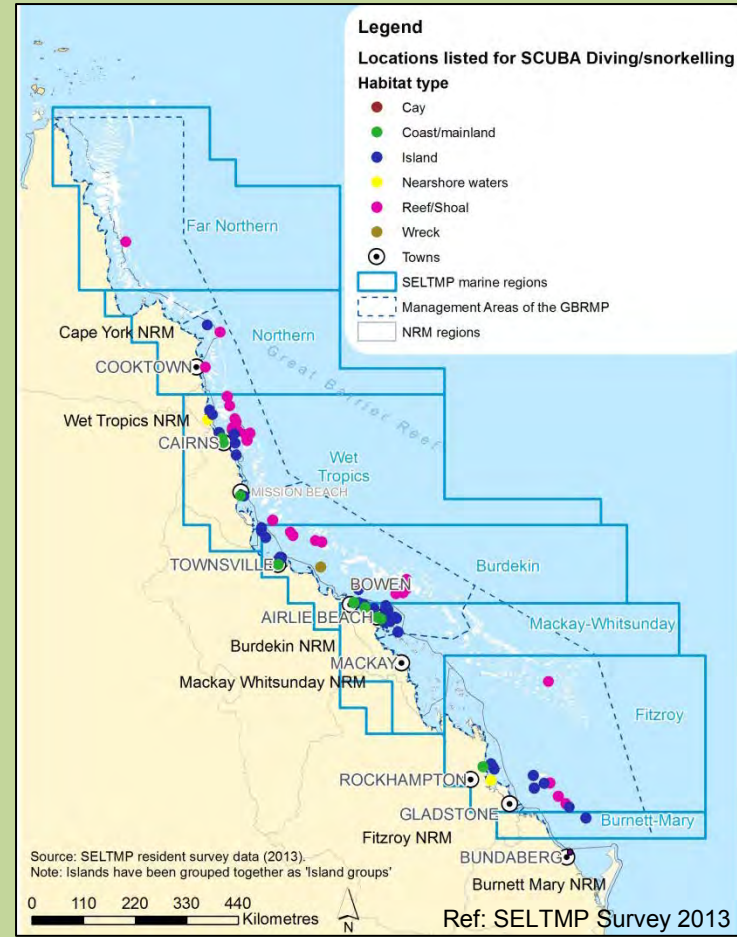 Legend
Locations listed for SCUBA Diving/snorkelling
Habitat type
Cay
Coast/mainland
Island
Nearshore waters
Reef/Shoal
Wreck
Towns
SELTMP marine regions
Management Areas of the GBRMP
NRM regions
Far Northern
Cape York NRM
Northern
COOKTOWN
Great Barrier Reef
Wet Tropics NRM
CAIRNS
Wet
Tropics
MISSION BEACH
TOWNSVILLE
Burdekin
BOWEN
AIRLIE BEACH
Mackay-Whitsunday
Burdekin NRM
MACKAY
Mackay Whitsunday NRM
Fitzroy
ROCKHAMPTON
GLADSTONE
Burnett-Mary
Fitzroy NRM
BUNDABERG
Burnett Mary NRM
Source: SELTMP resident survey data (2013).
Note: Islands have been grouped together as 'Island groups'
0 110 220 330 440
Kilometres
N
Ref: SELTMP Survey 2013